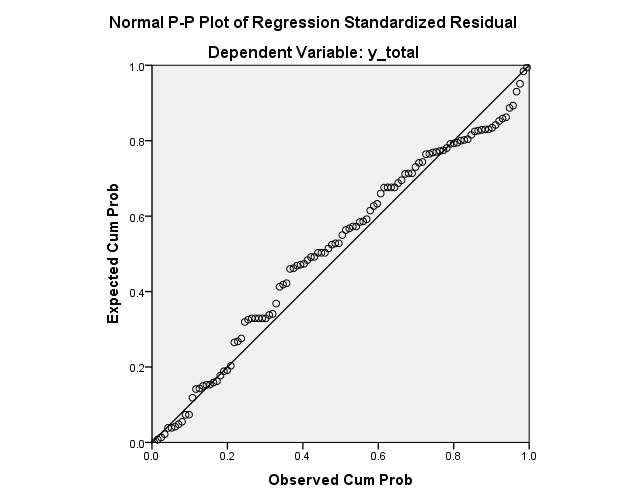 Normal P-P Plot of Regression Standardized Residual
Dependent Variable: y_total
1.0
0.8
0.6
0.4
0.2
0.0
Expected Cum Prob
0.0 0.2 0.4 0.6 0.8 1.0
Observed Cum Prob